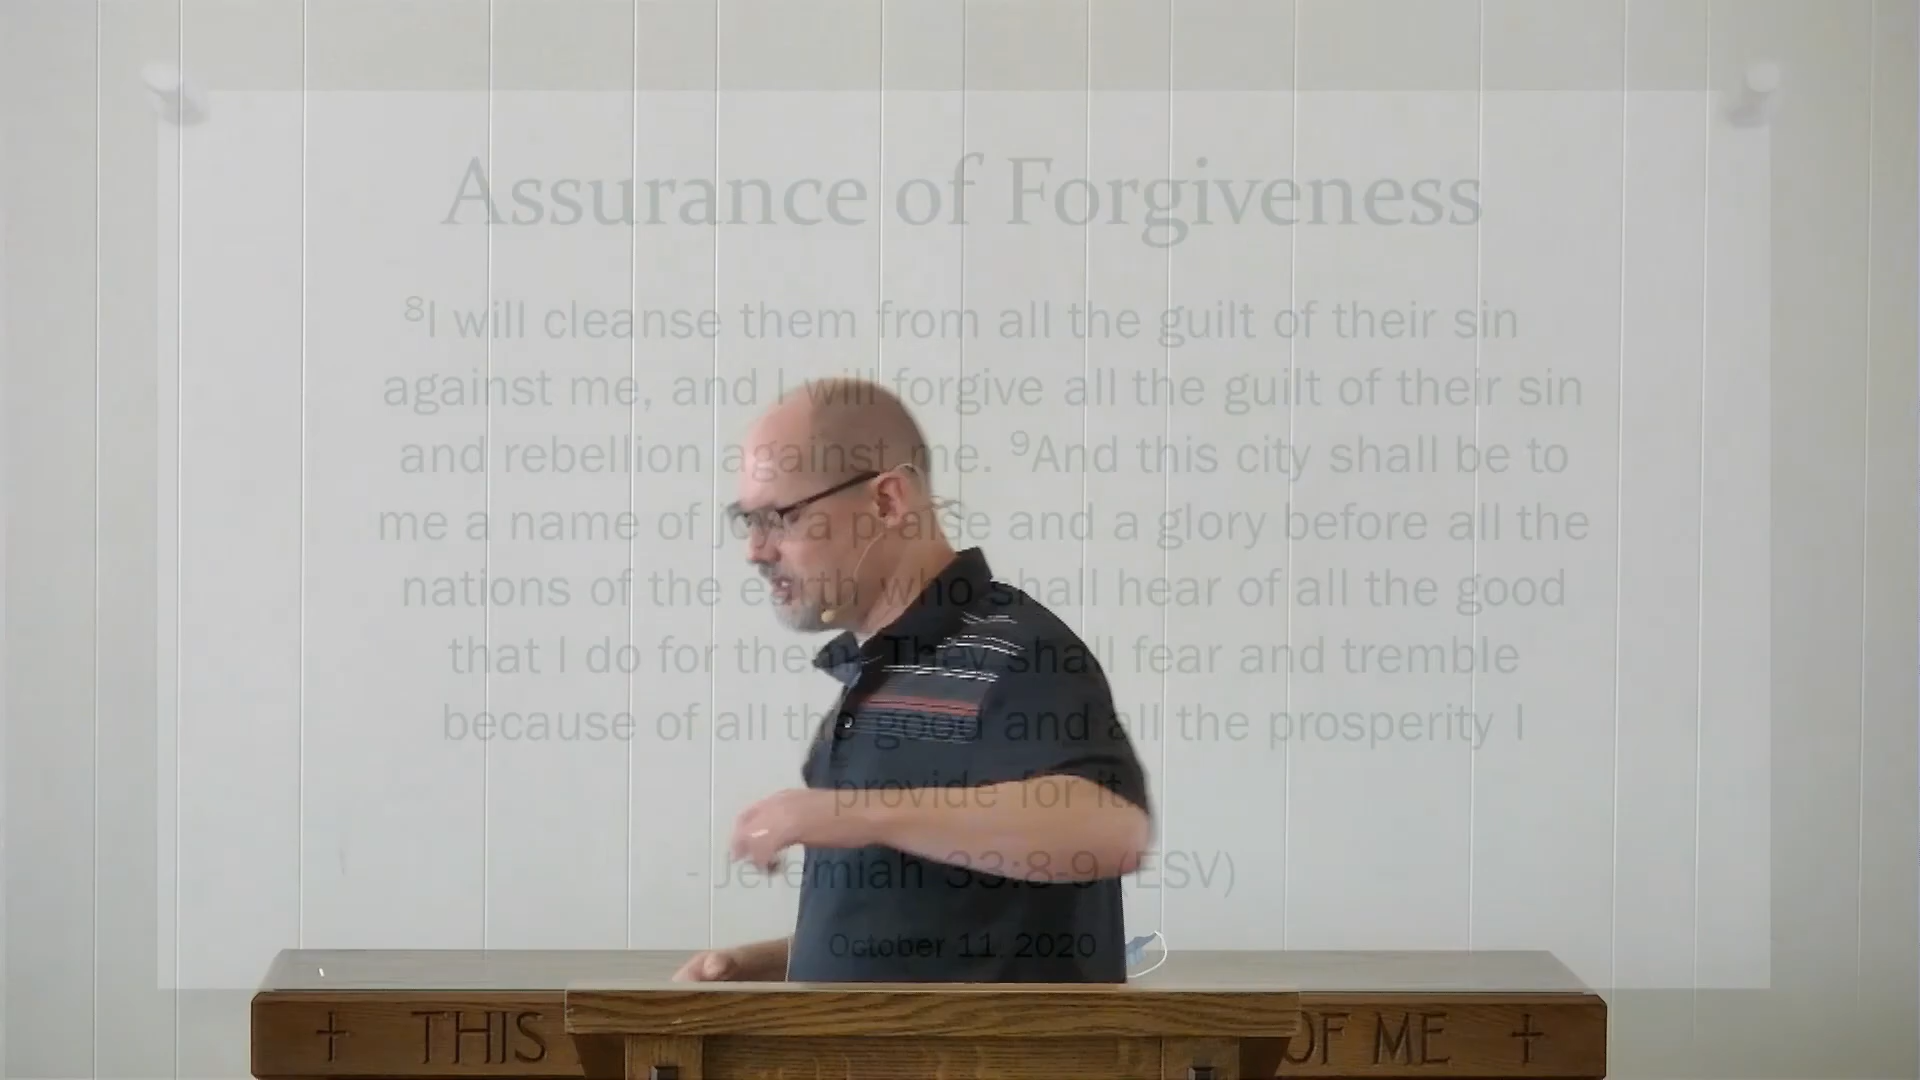 Assurance of Forgiveness
⁸I will cleanse them from all the guilt of their sin
against me, and I will forgive all the guilt of their sin
and rebellion against me. ⁹And this city shall be to
me a name of joy, a praise and a glory before all the
nations of the earth who shall hear of all the good
that I do for them. They shall fear and tremble
because of all the good and all the prosperity I
provide for it.
- Jeremiah 33:8-9 (ESV)
October 11, 2020
THIS OF ME